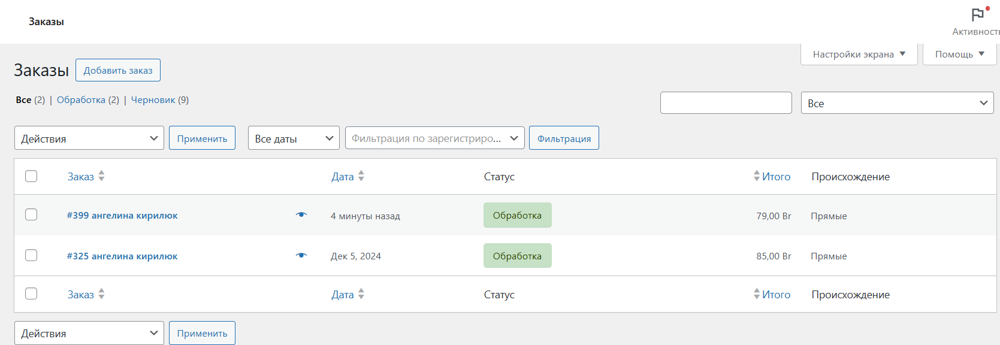 Заказы
Активность
Настройки экрана
Помощь
Заказы
Добавить заказ
Все (2) | Обработка (2) | Черновик (9)
Все
Действия
Применить
Все даты
Фильтрация по зарегистриро...
Фильтрация
Заказ Дата Статус Итого Происхождение
#399 ангелина кирилюк 4 минуты назад Обработка 79,00 Br Прямые
#325 ангелина кирилюк Дек 5, 2024 Обработка 85,00 Br Прямые
Заказ Дата Статус Итого Происхождение
Действия
Применить